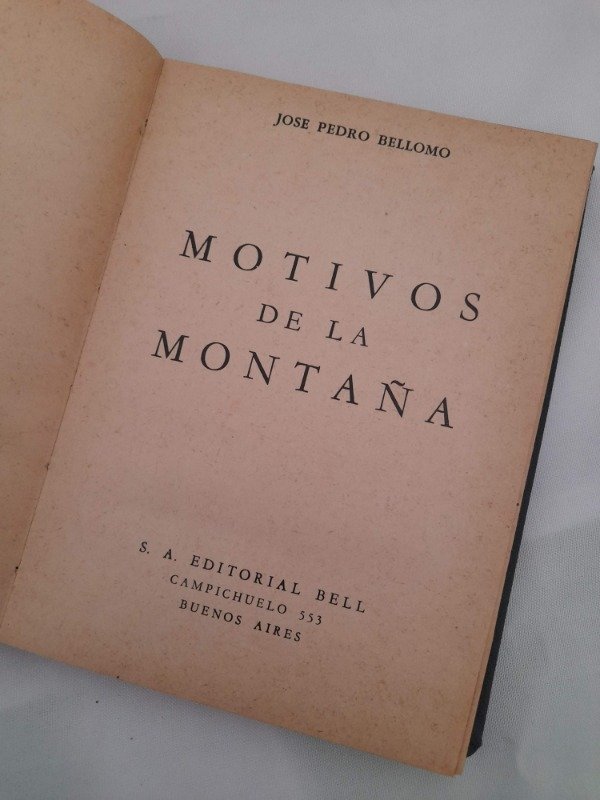 JOSE PEDRO BELLOMO
MOTIVOS
DE LA
MONTAÑA
S. A. EDITORIAL BELL
CAMPICHUELO 553
BUENOS AIRES